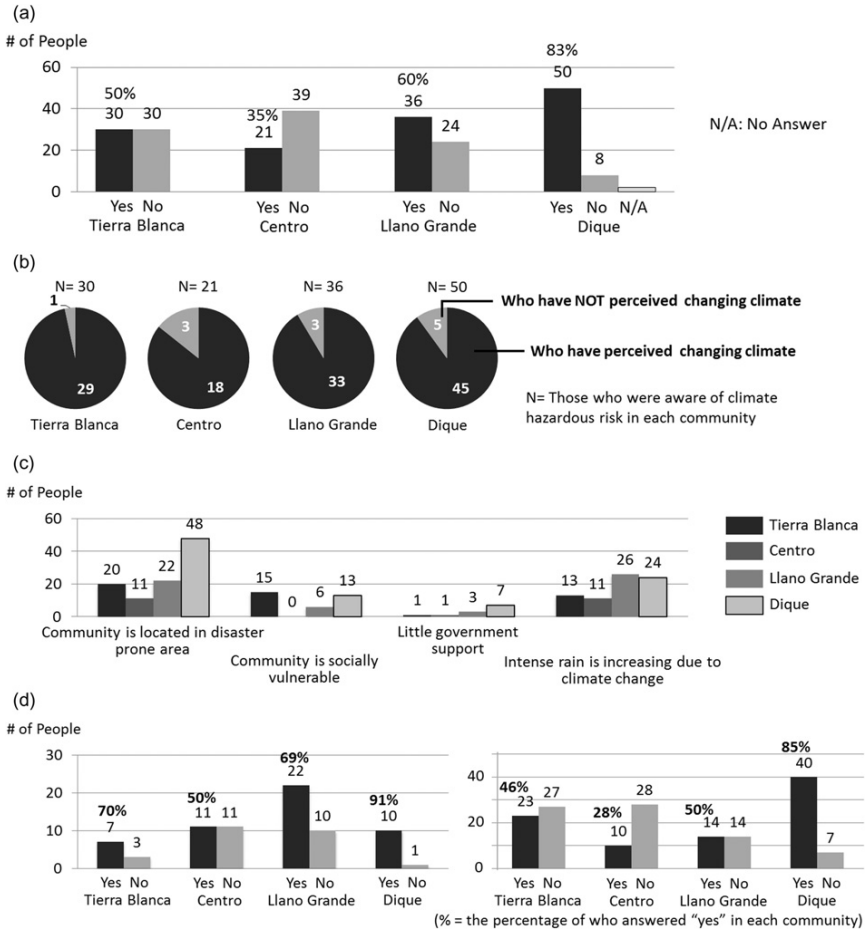 (a)
# of People
60
40
20
0
50%
30 30
35%
21
39
60%
36
24
83%
50
8
Yes No
Yes No
Yes No
Yes No N/A
Tierra Blanca
Centro
Llano Grande
Dique
N/A: No Answer
(b)
N= 30
N= 21
N= 36
N= 50
1
29
3
18
3
33
5
45
Tierra Blanca
Centro
Llano Grande
Dique
Who have NOT perceived changing climate
Who have perceived changing climate
N= Those who were aware of climate
hazardous risk in each community
(c)
# of People
60
40
20
0
20
11
22
48
15
0
6
13
1
1
3
7
13
11
26
24
Community is located in disaster
prone area
Community is socially
vulnerable
Little government
support
Intense rain is increasing due to
climate change
Tierra Blanca
Centro
Llano Grande
Dique
(d)
# of People
30
20
10
0
70%
7
3
50%
11 11
69%
22
10
91%
10
1
Yes No
Yes No
Yes No
Yes No
Tierra Blanca
Centro
Llano Grande
Dique
40
20
0
46%
23
27
28%
10
28
50%
14 14
85%
40
7
Yes No
Yes No
Yes No
Yes No
Tierra Blanca
Centro
Llano Grande
Dique
(% = the percentage of who answered “yes” in each community)